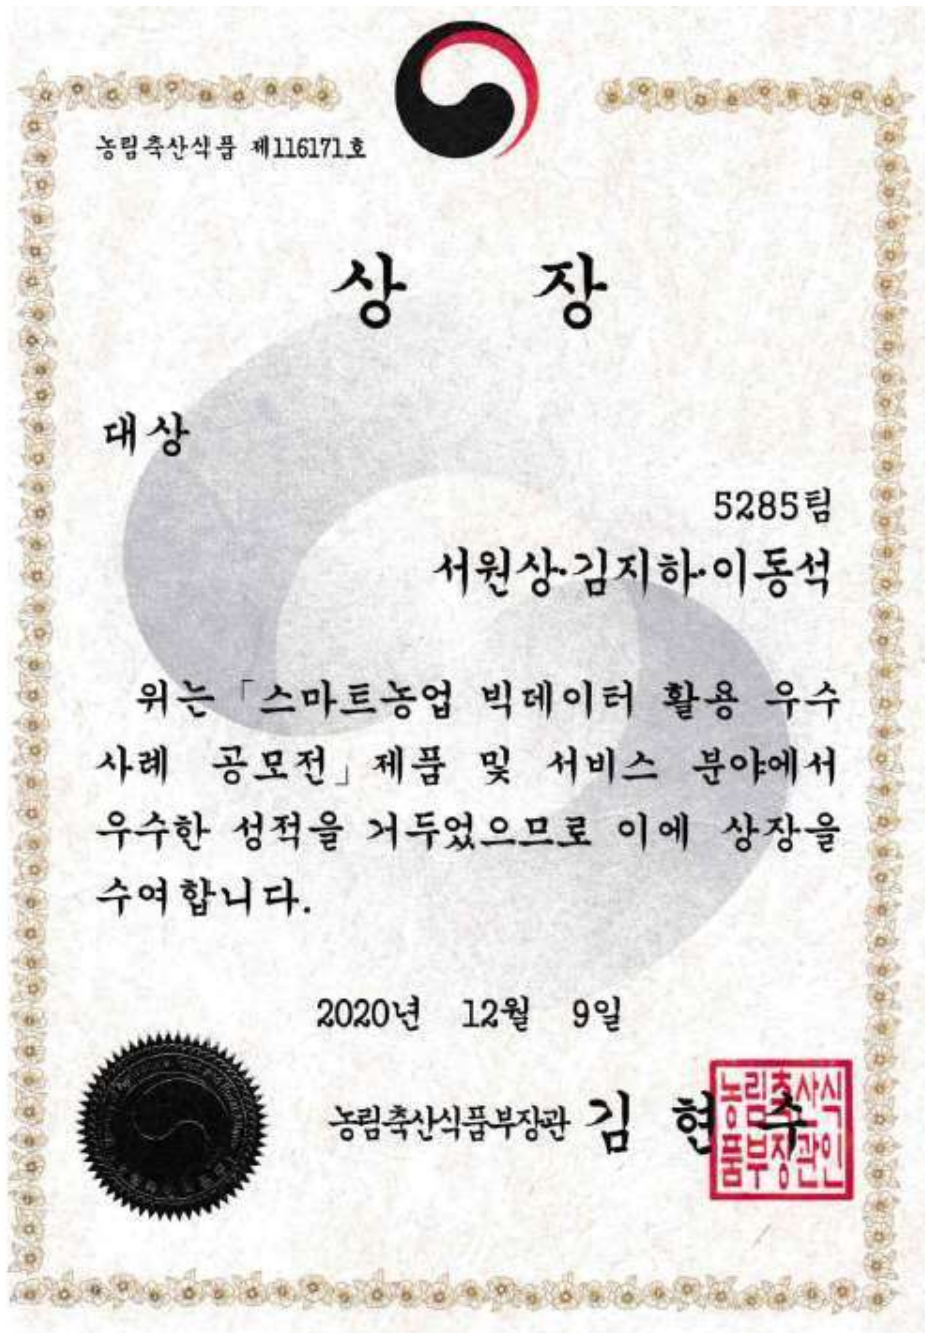 농림축산식품 제116171호
상 장
대상
5285팀
서원상·김지하·이동석
위는 「스마트농업 빅데이터 활용 우수
사례 공모전」 제품 및 서비스 분야에서
우수한 성적을 거두었으므로 이에 상장을
수여합니다.
2020년 12월 9일
농림축산식품부장관 김 현 수
농림축산식
품부장관인